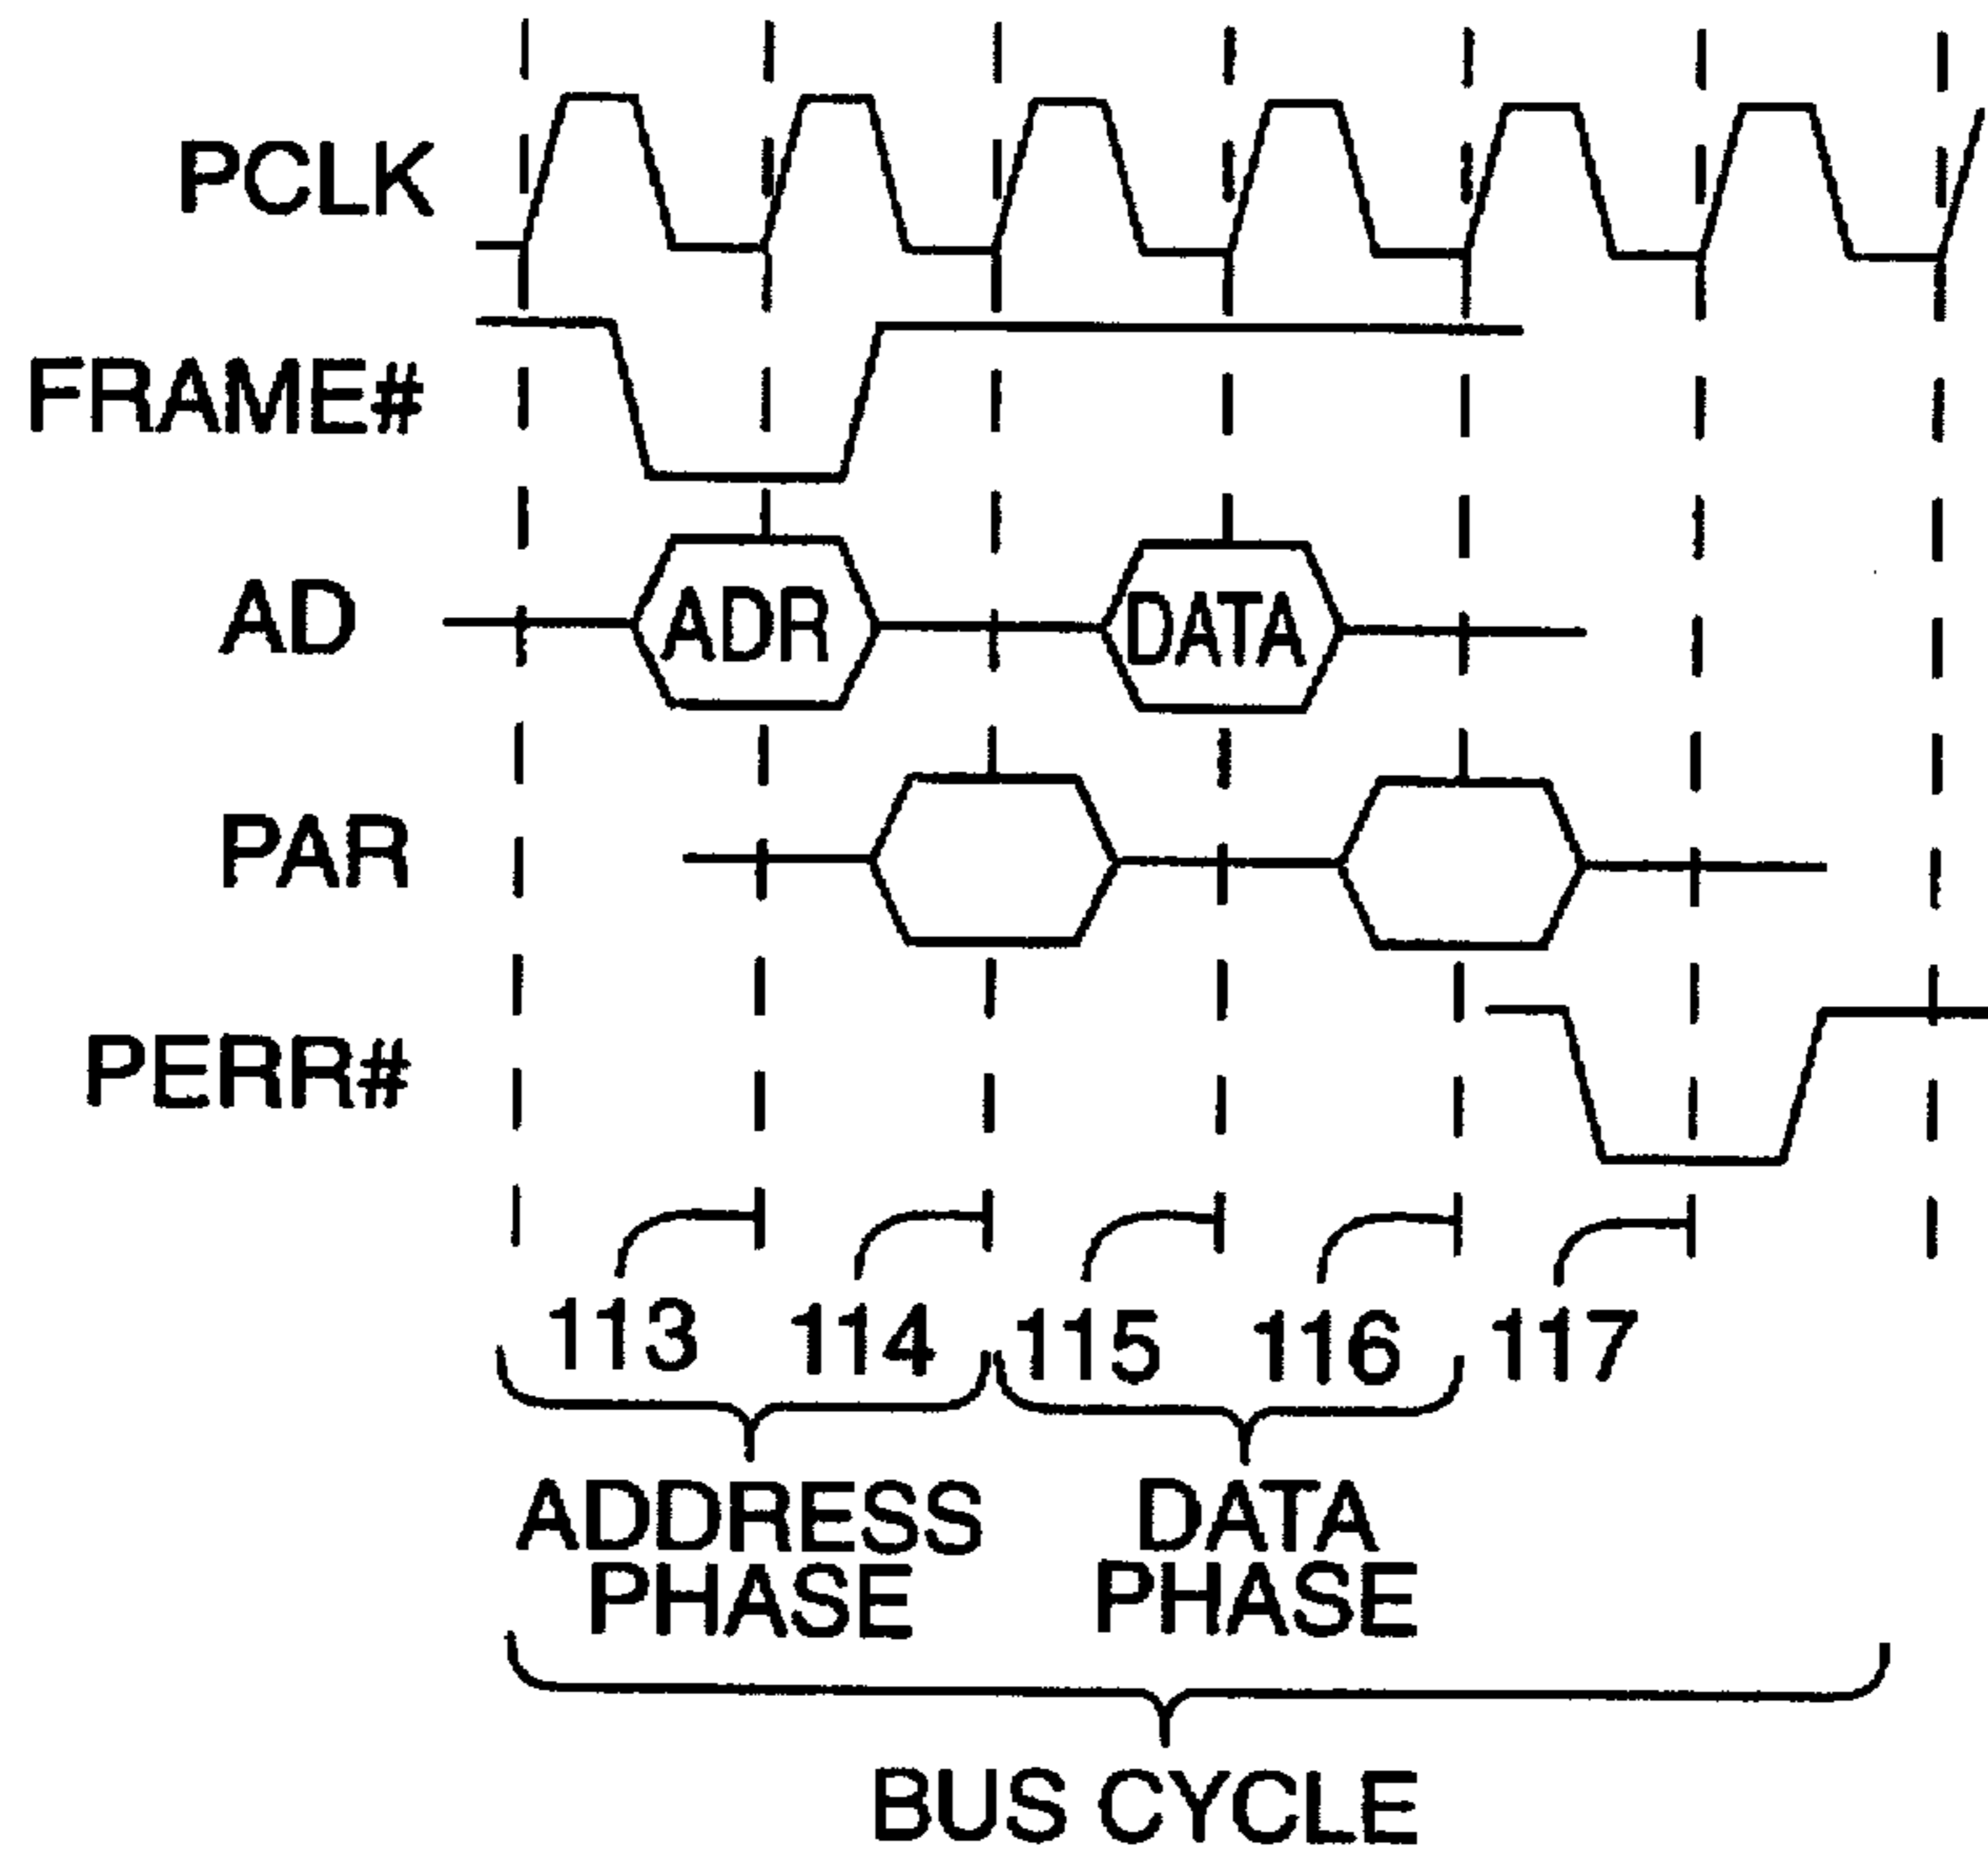 PCLK
FRAME#
AD
ADR
DATA
PAR
PERR#
113
114
115
116
117
ADDRESS
PHASE
DATA
PHASE
BUS CYCLE